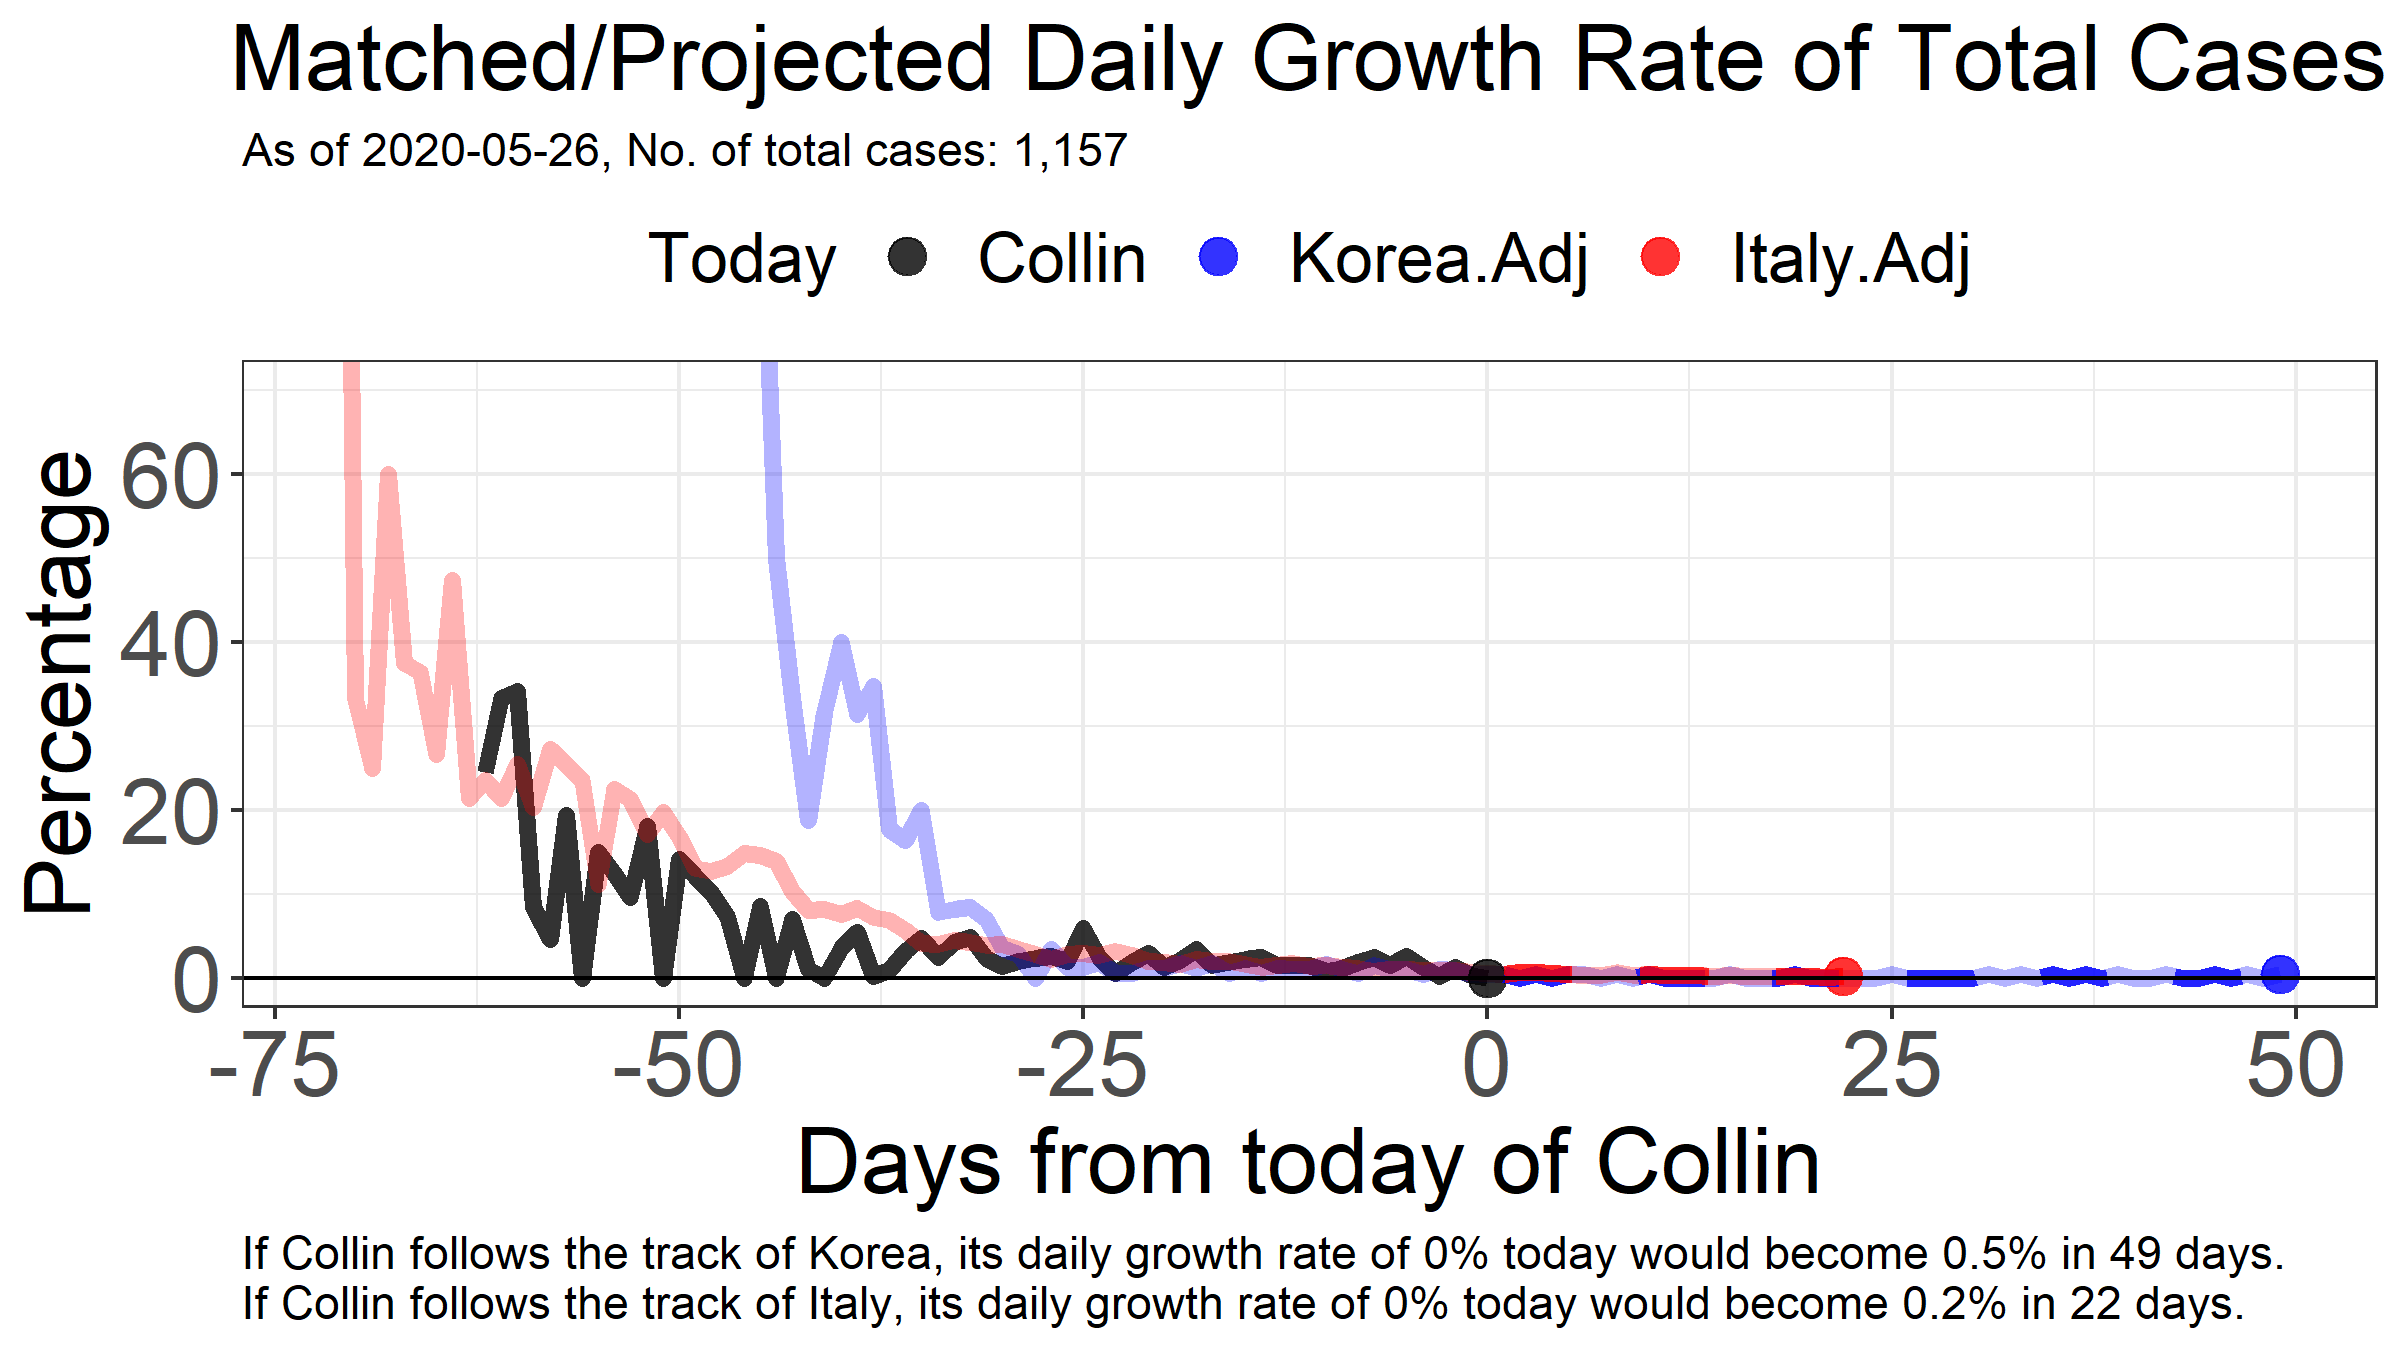 Matched/Projected Daily Growth Rate of Total Cases
As of 2020-05-26, No. of total cases: 1,157
Today Collin Korea.Adj Italy.Adj
Percentage
60
40
20
0
-75 -50 -25 0 25 50
Days from today of Collin
If Collin follows the track of Korea, its daily growth rate of 0% today would become 0.5% in 49 days.
If Collin follows the track of Italy, its daily growth rate of 0% today would become 0.2% in 22 days.